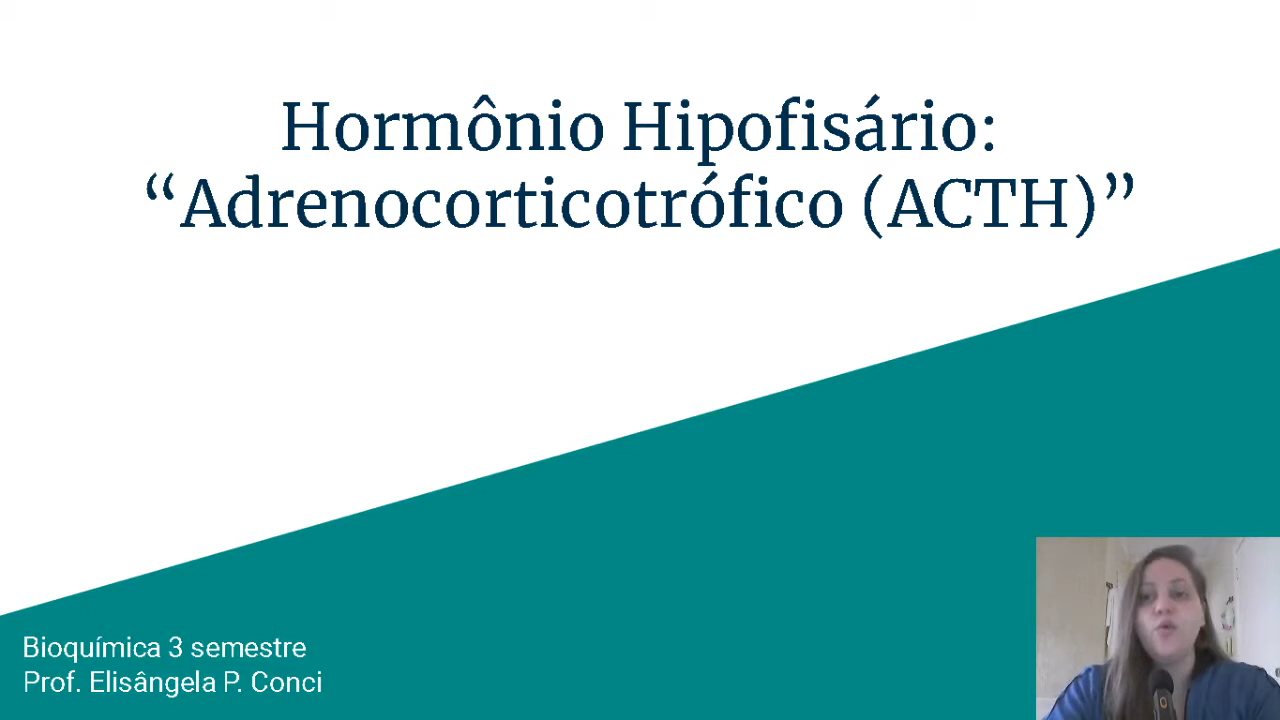 Hormônio Hipofisário:
“Adrenocorticotrófico (ACTH)”
Bioquímica 3 semestre
Prof. Elisângela P. Conci